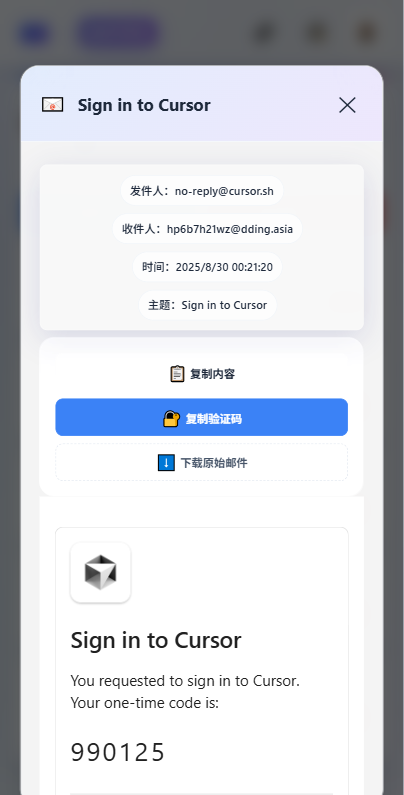 Sign in to Cursor
发件人：no-reply@cursor.sh
收件人：hp6b7h21wz@dding.asia
时间：2025/8/30 00:21:20
主题：Sign in to Cursor
复制内容
复制验证码
下载原始邮件
Sign in to Cursor
You requested to sign in to Cursor.
Your one-time code is:
990125